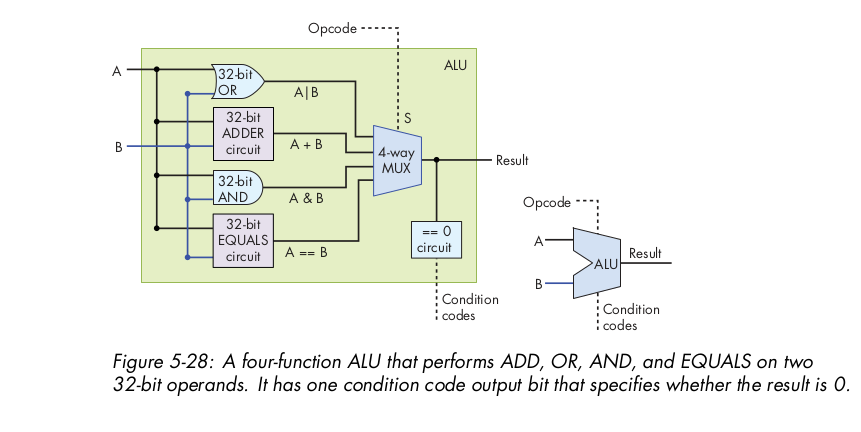 Opcode
A
ALU
32-bit
OR
A|B
S
32-bit
ADDER
circuit
B
A + B
4-way
MUX
Result
32-bit
AND
A & B
32-bit
EQUALS
circuit
A == B
== 0
circuit
Condition
codes
Opcode
A
ALU
Result
B
Condition
codes
Figure 5-28: A four-function ALU that performs ADD, OR, AND, and EQUALS on two
32-bit operands. It has one condition code output bit that specifies whether the result is 0.